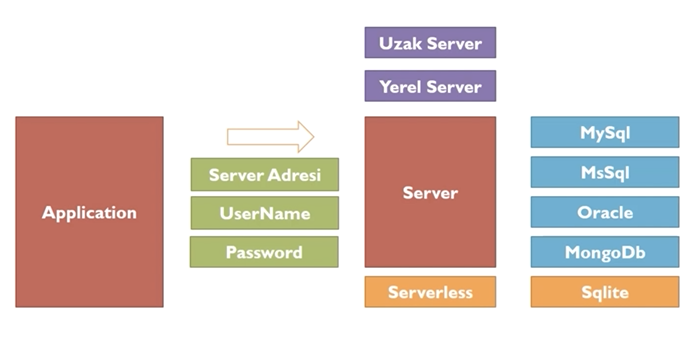 Application
Server Adresi
UserName
Password
Uzak Server
Yerel Server
Server
Serverless
MySql
MsSql
Oracle
MongoDb
Sqlite